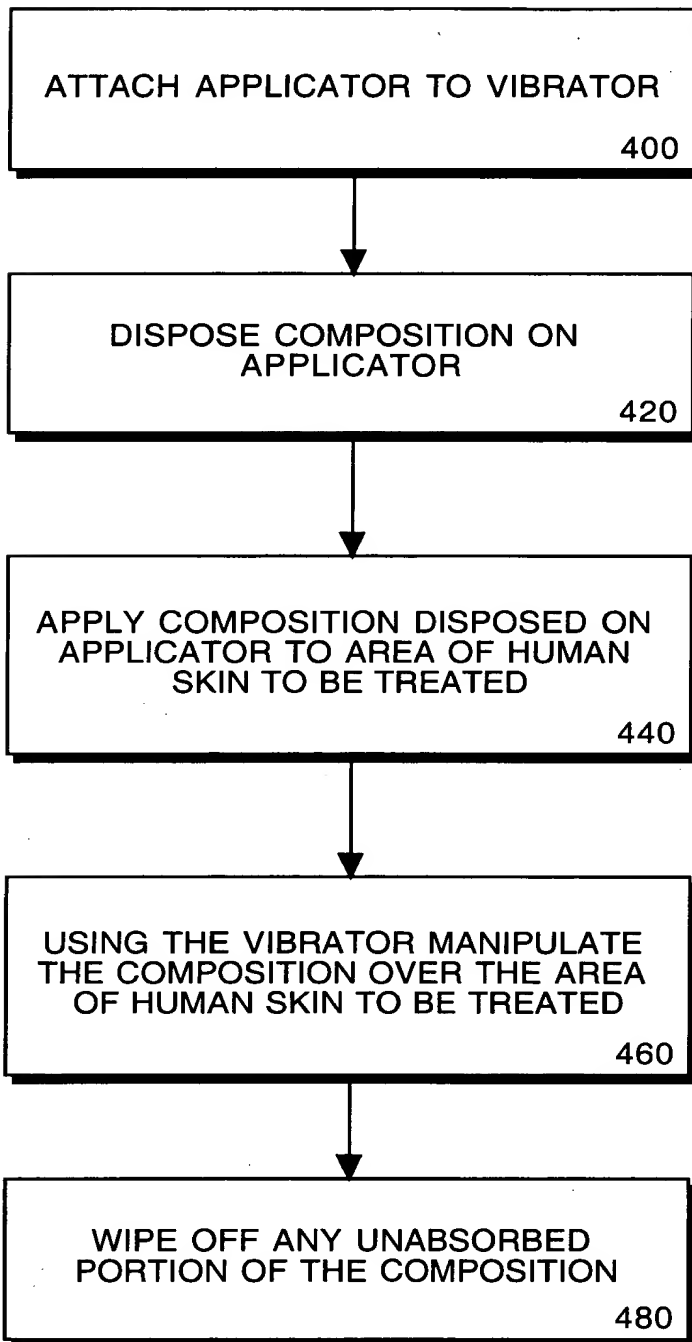 ATTACH APPLICATOR TO VIBRATOR
400
DISPOSE COMPOSITION ON
APPLICATOR
420
APPLY COMPOSITION DISPOSED ON
APPLICATOR TO AREA OF HUMAN
SKIN TO BE TREATED
440
USING THE VIBRATOR MANIPULATE
THE COMPOSITION OVER THE AREA
OF HUMAN SKIN TO BE TREATED
460
WIPE OFF ANY UNABSORBED
PORTION OF THE COMPOSITION
480